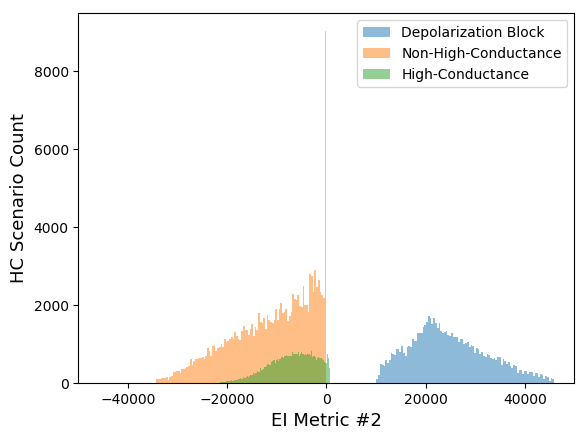 Depolarization Block
Non-High-Conductance
High-Conductance
8000
6000
4000
2000
0
HC Scenario Count
−40000
−20000
0
20000
40000
EI Metric #2